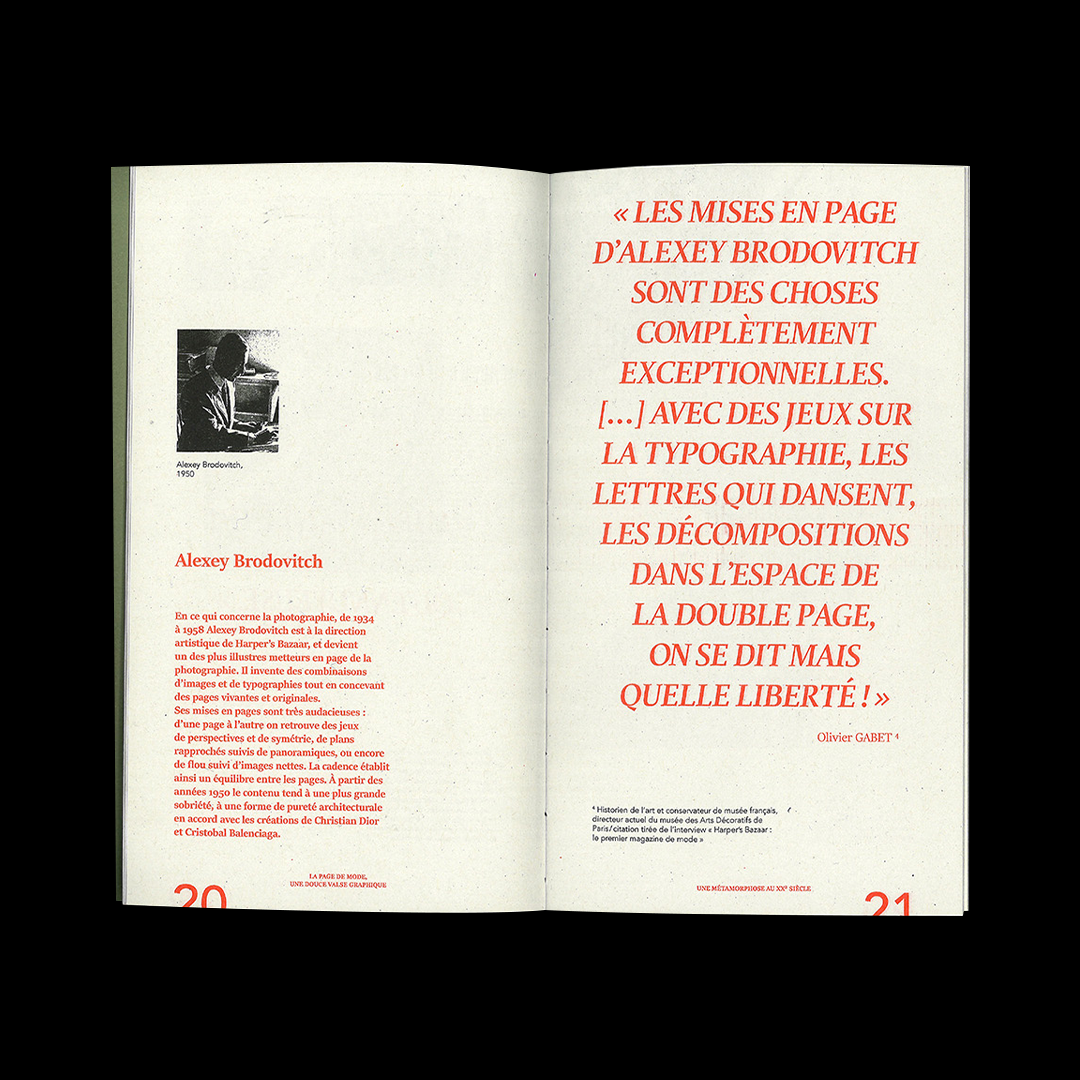 Alexey Brodovitch,
1950
Alexey Brodovitch
En ce qui concerne la photographie, de 1934
à 1958 Alexey Brodovitch est à la direction
artistique de Harper's Bazaar, et devient
un des plus illustres metteurs en page de la
photographie. Il invente des combinaisons
d'images et de typographies tout en concevant
des pages vivantes et originales.
Ses mises en pages sont très audacieuses :
d'une page à l'autre on retrouve des jeux
de perspectives et de symétrie, de plans
rapprochés suivis de panoramiques, ou encore
de flou suivi d'images nettes. La cadence établit
ainsi un équilibre entre les pages. À partir des
années 1950 le contenu tend à une plus grande
sobriété, à une forme de pureté architecturale
en accord avec les créations de Christian Dior
et Cristobal Balenciaga.
20
LA PAGE DE MODE,
UNE DOUCE VALSE GRAPHIQUE
« LES MISES EN PAGE
D'ALEXEY BRODOVITCH
SONT DES CHOSES
COMPLÈTEMENT
EXCEPTIONNELLES.
[...] AVEC DES JEUX SUR
LA TYPOGRAPHIE, LES
LETTRES QUI DANSENT,
LES DÉCOMPOSITIONS
DANS L'ESPACE DE
LA DOUBLE PAGE,
ON SE DIT MAIS
QUELLE LIBERTÉ ! »
Olivier GABET ⁴
⁴ Historien de l'art et conservateur de musée français,
directeur actuel du musée des Arts Décoratifs de
Paris/citation tirée de l'interview « Harper's Bazaar :
le premier magazine de mode »
UNE MÉTAMORPHOSE AU XXᵉ SIÈCLE
21